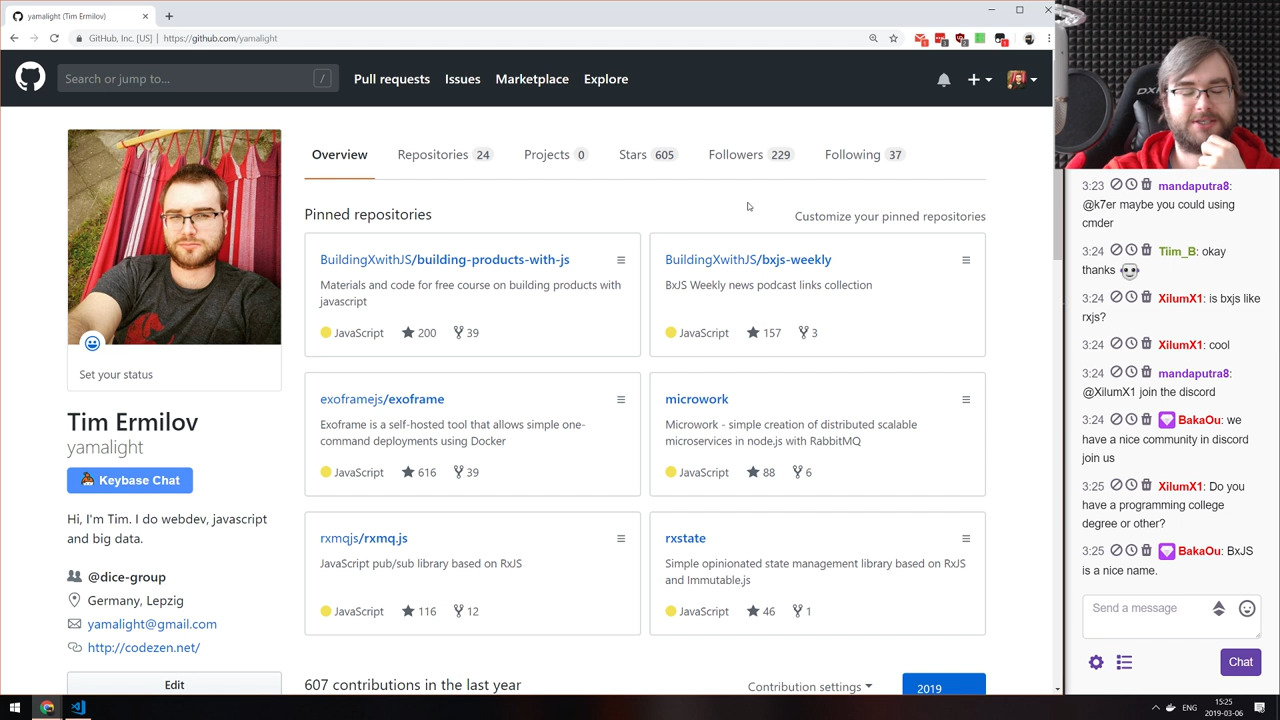 yamalight (Tim Ermilov)
GitHub, Inc. [US] | https://github.com/yamalight
Search or jump to... /
Pull requests Issues Marketplace Explore
Overview Repositories 24 Projects 0 Stars 605 Followers 229 Following 37
Pinned repositories
Customize your pinned repositories
BuildingXwithJS/building-products-with-js
Materials and code for free course on building products with
javascript
JavaScript 200 39
BuildingXwithJS/bxjs-weekly
BxJS Weekly news podcast links collection
JavaScript 157 3
exoframejs/exoframe
Exoframe is a self-hosted tool that allows simple one-
command deployments using Docker
JavaScript 616 39
microwork
Microwork - simple creation of distributed scalable
microservices in node.js with RabbitMQ
JavaScript 88 6
rxmqjs/rxmq.js
JavaScript pub/sub library based on RxJS
JavaScript 116 12
rxstate
Simple opinionated state management library based on RxJS
and Immutable.js
JavaScript 46 1
607 contributions in the last year
Contribution settings
2019
Set your status
Tim Ermilov
yamalight
Keybase Chat
Hi, I'm Tim. I do webdev, javascript
and big data.
@dice-group
Germany, Lepzig
yamalight@gmail.com
http://codezen.net/
Edit
3:23 mandaputra8:
@k7er maybe you could using
cmder
3:24 Tiim_B: okay
thanks
3:24 XilumX1: is bxjs like
rxjs?
3:24 XilumX1: cool
3:24 mandaputra8:
@XilumX1 join the discord
3:24 BakaOu: we
have a nice community in discord
join us
3:25 XilumX1: Do you
have a programming college
degree or other?
3:25 BakaOu: BxJS
is a nice name.
Send a message
Chat
ENG
15:25
2019-03-06